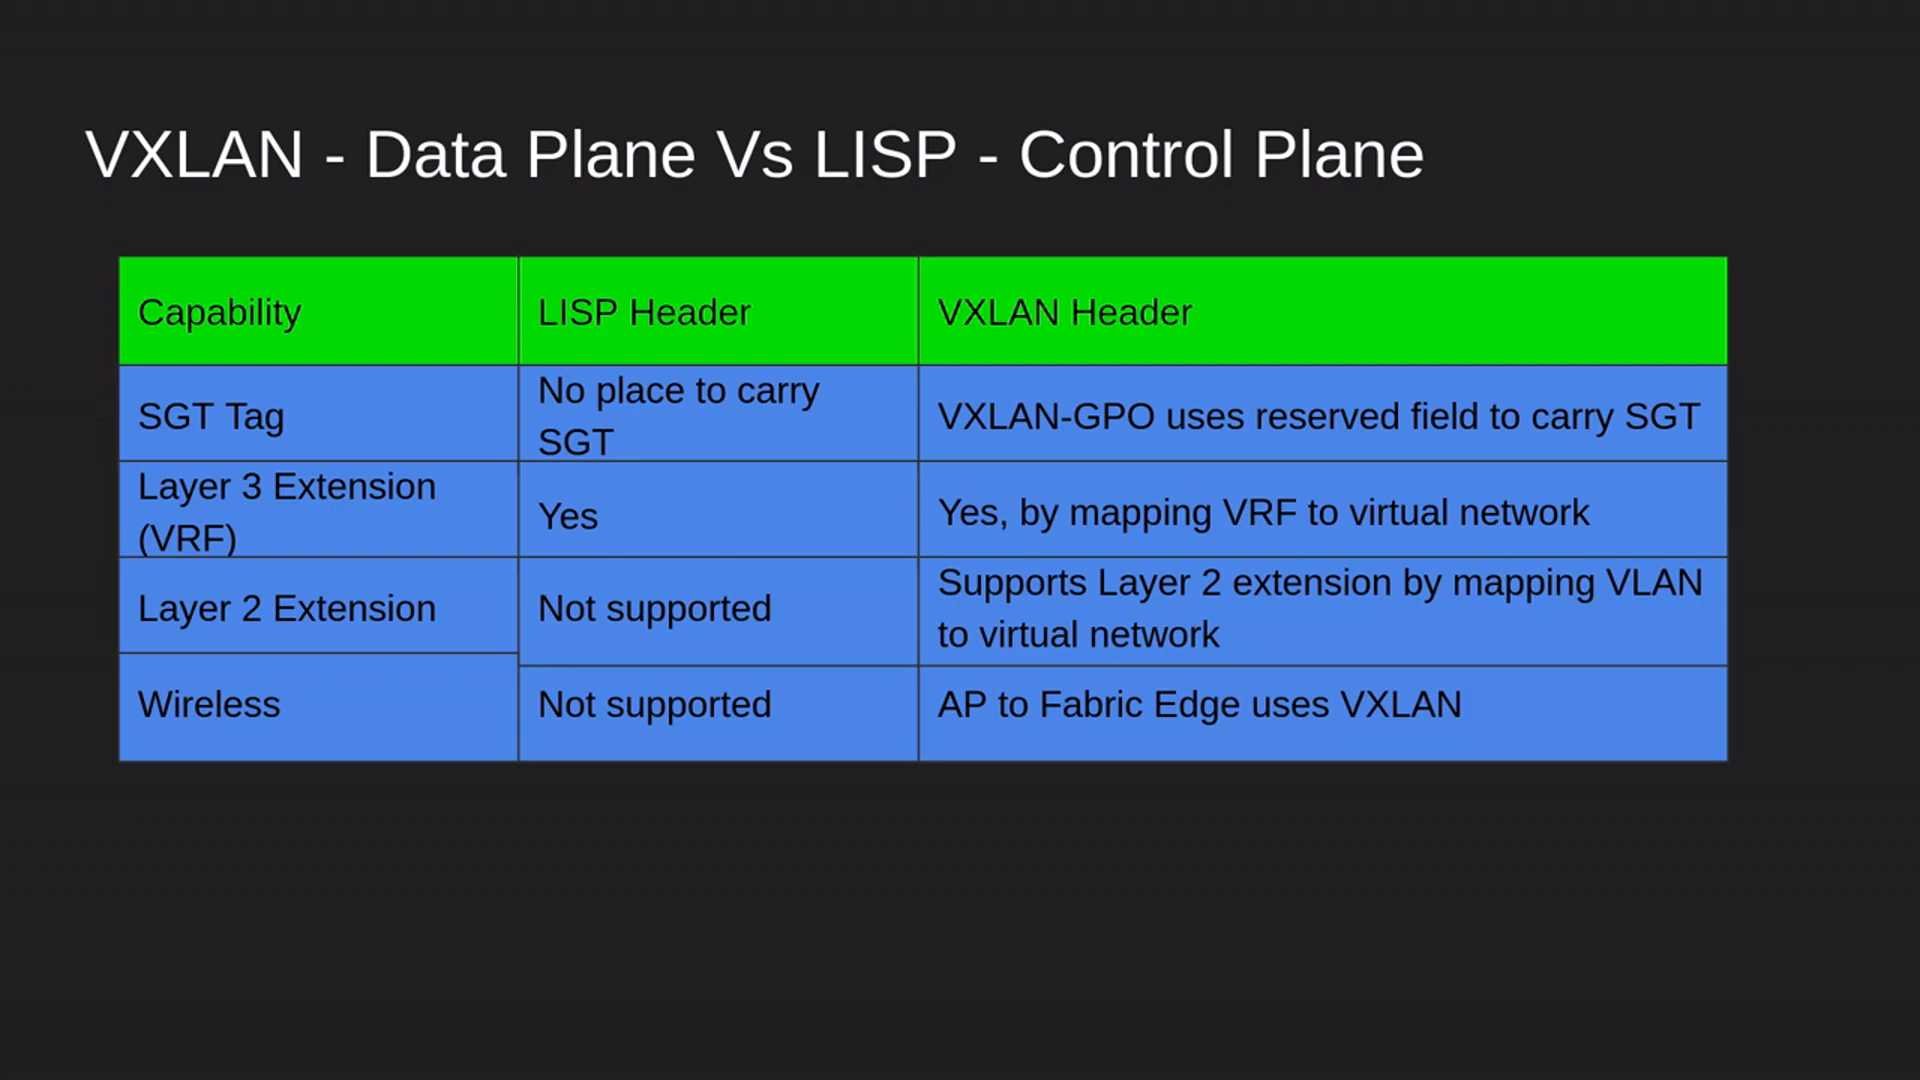 VXLAN - Data Plane Vs LISP - Control Plane
Capability
LISP Header
VXLAN Header
SGT Tag
No place to carry
SGT
VXLAN-GPO uses reserved field to carry SGT
Layer 3 Extension
(VRF)
Yes
Yes, by mapping VRF to virtual network
Layer 2 Extension
Not supported
Supports Layer 2 extension by mapping VLAN
to virtual network
Wireless
Not supported
AP to Fabric Edge uses VXLAN